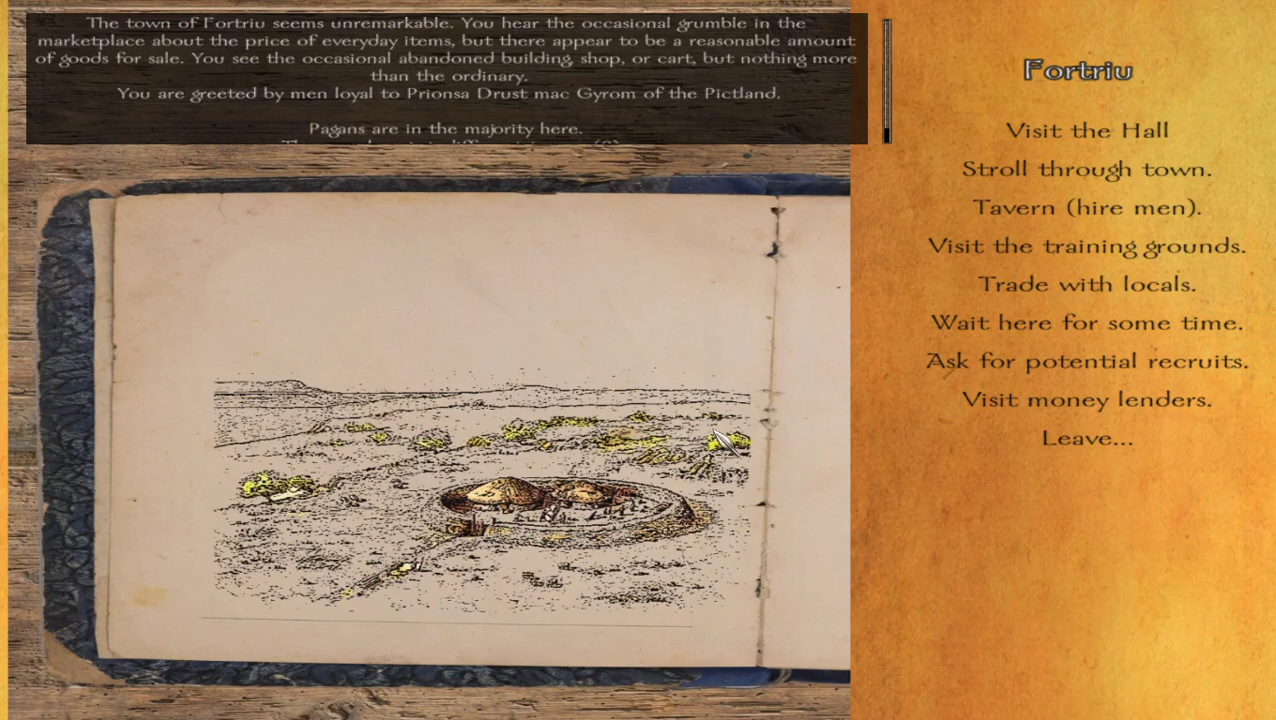 The town of Fortriu seems unremarkable. You hear the occasional grumble in the
marketplace about the price of everyday items, but there appear to be a reasonable amount
of goods for sale. You see the occasional abandoned building, shop, or cart, but nothing more
than the ordinary.
You are greeted by men loyal to Prionsa Drust mac Gyrom of the Pictland.
Pagans are in the majority here.
Fortriu
Visit the Hall
Stroll through town.
Tavern (hire men).
Visit the training grounds.
Trade with locals.
Wait here for some time.
Ask for potential recruits.
Visit money lenders.
Leave...